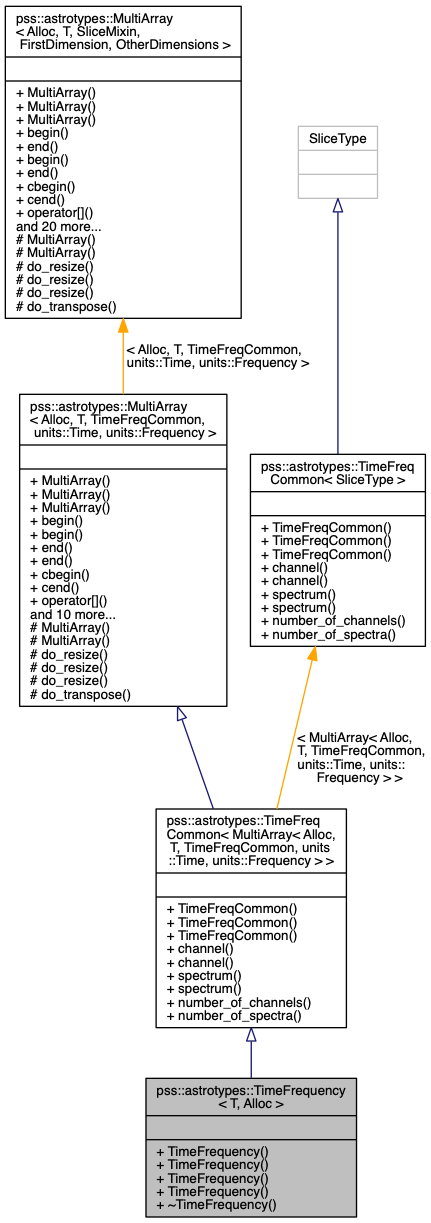 pss::astrotypes::MultiArray
< Alloc, T, SliceMixin,
FirstDimension, OtherDimensions >
+ MultiArray()
+ MultiArray()
+ MultiArray()
+ begin()
+ end()
+ begin()
+ end()
+ cbegin()
+ cend()
+ operator[]()
and 20 more...
# MultiArray()
# MultiArray()
# do_resize()
# do_resize()
# do_resize()
# do_transpose()
SliceType
< Alloc, T, TimeFreqCommon,
units::Time, units::Frequency >
pss::astrotypes::MultiArray
< Alloc, T, TimeFreqCommon,
units::Time, units::Frequency >
+ MultiArray()
+ MultiArray()
+ MultiArray()
+ begin()
+ begin()
+ end()
+ end()
+ cbegin()
+ cend()
+ operator[]()
and 10 more...
# MultiArray()
# MultiArray()
# do_resize()
# do_resize()
# do_resize()
# do_transpose()
pss::astrotypes::TimeFreq
Common< SliceType >
+ TimeFreqCommon()
+ TimeFreqCommon()
+ TimeFreqCommon()
+ channel()
+ channel()
+ spectrum()
+ spectrum()
+ number_of_channels()
+ number_of_spectra()
< MultiArray< Alloc,
T, TimeFreqCommon,
units::Time, units::
Frequency > >
pss::astrotypes::TimeFreq
Common< MultiArray< Alloc,
T, TimeFreqCommon, units
::Time, units::Frequency > >
+ TimeFreqCommon()
+ TimeFreqCommon()
+ TimeFreqCommon()
+ channel()
+ channel()
+ spectrum()
+ spectrum()
+ number_of_channels()
+ number_of_spectra()
pss::astrotypes::TimeFrequency
< T, Alloc >
+ TimeFrequency()
+ TimeFrequency()
+ TimeFrequency()
+ TimeFrequency()
+ ~TimeFrequency()